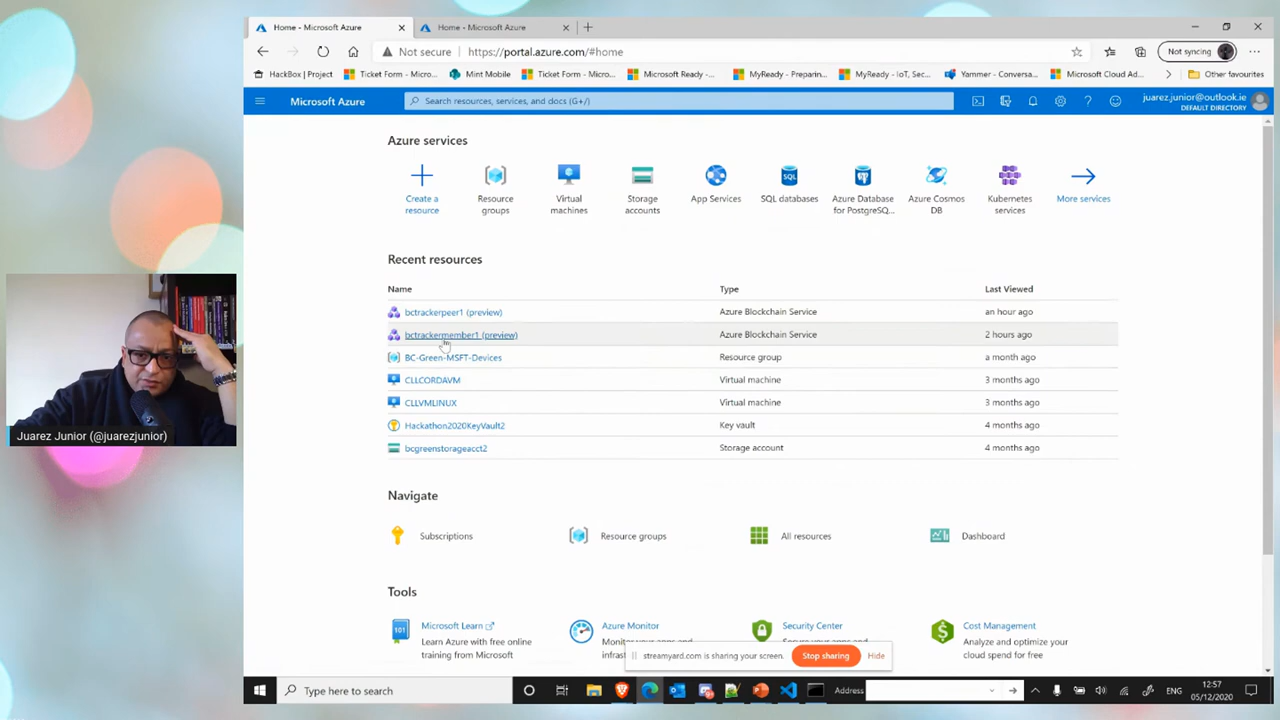 Home - Microsoft Azure
Home - Microsoft Azure
Not secure
https://portal.azure.com/#home
Not syncing
HackBox | Project
Ticket Form - Micro...
Mint Mobile
Ticket Form - Micro...
Microsoft Ready -...
MyReady - Preparin...
MyReady - IoT, Sec...
Yammer - Conversa...
Microsoft Cloud Ad...
Other favourites
Microsoft Azure
Search resources, services, and docs (G+/)
juarez.junior@outlook.ie
DEFAULT DIRECTORY
Azure services
Create a resource
Resource groups
Virtual machines
Storage accounts
App Services
SQL databases
Azure Database for PostgreSQ...
Azure Cosmos DB
Kubernetes services
More services
Recent resources
Name Type Last Viewed
bctrackerpeer1 (preview) Azure Blockchain Service an hour ago
bctrackermember1 (preview) Azure Blockchain Service 2 hours ago
BC-Green-MSFT-Devices Resource group a month ago
CLLCORDAVM Virtual machine 3 months ago
CLLVMLINUX Virtual machine 3 months ago
Hackathon2020KeyVault2 Key vault 4 months ago
bcgreenstorageacct2 Storage account 4 months ago
Juarez Junior (@juarezjunior)
Navigate
Subscriptions
Resource groups
All resources
Dashboard
Tools
101
Microsoft Learn
Learn Azure with free online
training from Microsoft
Azure Monitor
Monitor your apps and
Security Center
Cost Management
Analyze and optimize your
cloud spend for free
streamyard.com is sharing your screen.
Stop sharing
Hide
Type here to search
Address
ENG
12:57
05/12/2020